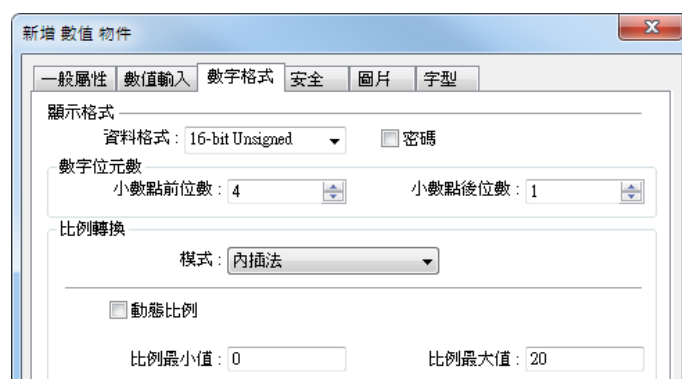 新增 數值 物件
一般屬性 數值輸入 數字格式 安全 圖片 字型
顯示格式
資料格式 : 16-bit Unsigned 密碼
數字位元數
小數點前位數 : 4 小數點後位數 : 1
比例轉換
模式 : 內插法
動態比例
比例最小值 : 0 比例最大值 : 20